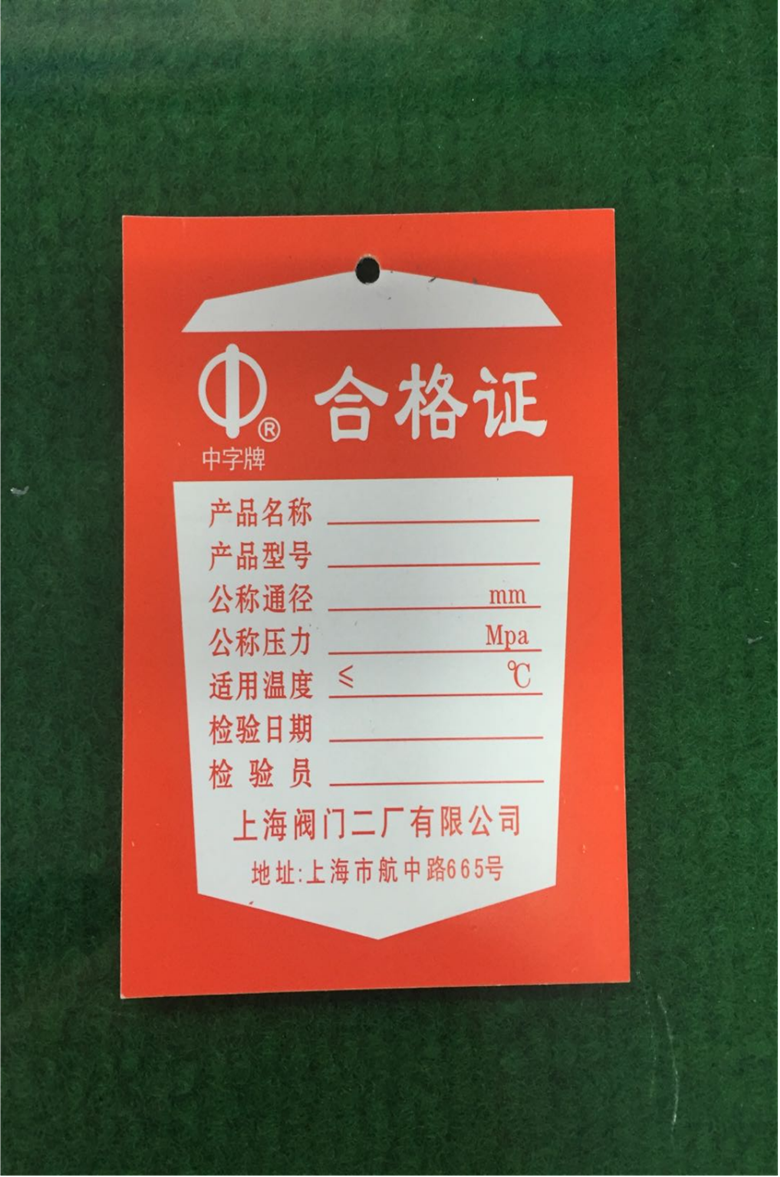 合格证
®
中字牌
产品名称
产品型号
公称通径 mm
公称压力 Mpa
适用温度 ≤ ℃
检验日期
检验员
上海阀门二厂有限公司
地址:上海市航中路665号